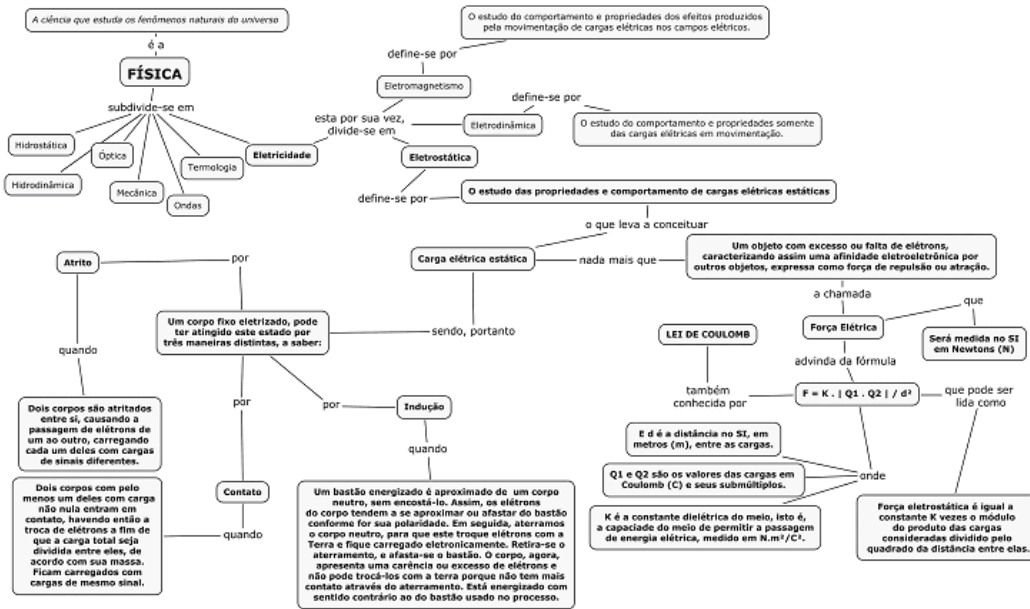 A ciência que estuda os fenômenos naturais do universo
é a
FÍSICA
subdivide-se em
Hidrostática
Hidrodinâmica
Óptica
Mecânica
Ondas
Termologia
Eletricidade
esta por sua vez,
divide-se em
Eletromagnetismo
define-se por
O estudo do comportamento e propriedades dos efeitos produzidos
pela movimentação de cargas elétricas nos campos elétricos.
Eletrodinâmica
define-se por
O estudo do comportamento e propriedades somente
das cargas elétricas em movimentação.
Eletrostática
define-se por
O estudo das propriedades e comportamento de cargas elétricas estáticas
o que leva a conceituar
Carga elétrica estática
nada mais que
Um objeto com excesso ou falta de elétrons,
caracterizando assim uma afinidade eletroeletrônica por
outros objetos, expressa como força de repulsão ou atração.
a chamada
Força Elétrica
que
Será medida no SI
em Newtons (N)
advinda da fórmula
F = K . | Q1 . Q2 | / d²
também
conhecida por
LEI DE COULOMB
que pode ser
lida como
Força eletrostática é igual a
constante K vezes o módulo
do produto das cargas
consideradas dividido pelo
quadrado da distância entre elas.
onde
E d é a distância no SI, em
metros (m), entre as cargas.
Q1 e Q2 são os valores das cargas em
Coulomb (C) e seus submúltiplos.
K é a constante dielétrica do meio, isto é,
a capaciade do meio de permitir a passagem
de energia elétrica, medido em N.m²/C².
sendo, portanto
Um corpo fixo eletrizado, pode
ter atingido este estado por
três maneiras distintas, a saber:
por
Atrito
quando
Dois corpos são atritados
entre si, causando a
passagem de elétrons de
um ao outro, carregando
cada um deles com cargas
de sinais diferentes.
por
Contato
quando
Dois corpos com pelo
menos um deles com carga
não nula entram em
contato, havendo então a
troca de elétrons a fim de
que a carga total seja
dividida entre eles, de
acordo com sua massa.
Ficam carregados com
cargas de mesmo sinal.
por
Indução
quando
Um bastão energizado é aproximado de um corpo
neutro, sem encostá-lo. Assim, os elétrons
do corpo tendem a se aproximar ou afastar do bastão
conforme for sua polaridade. Em seguida, aterramos
o corpo neutro, para que este troque elétrons com a
Terra e fique carregado eletronicamente. Retira-se o
aterramento, e afasta-se o bastão. O corpo, agora,
apresenta uma carência ou excesso de elétrons e
não pode trocá-los com a terra porque não tem mais
contato através do aterramento. Está energizado com
sentido contrário ao do bastão usado no processo.